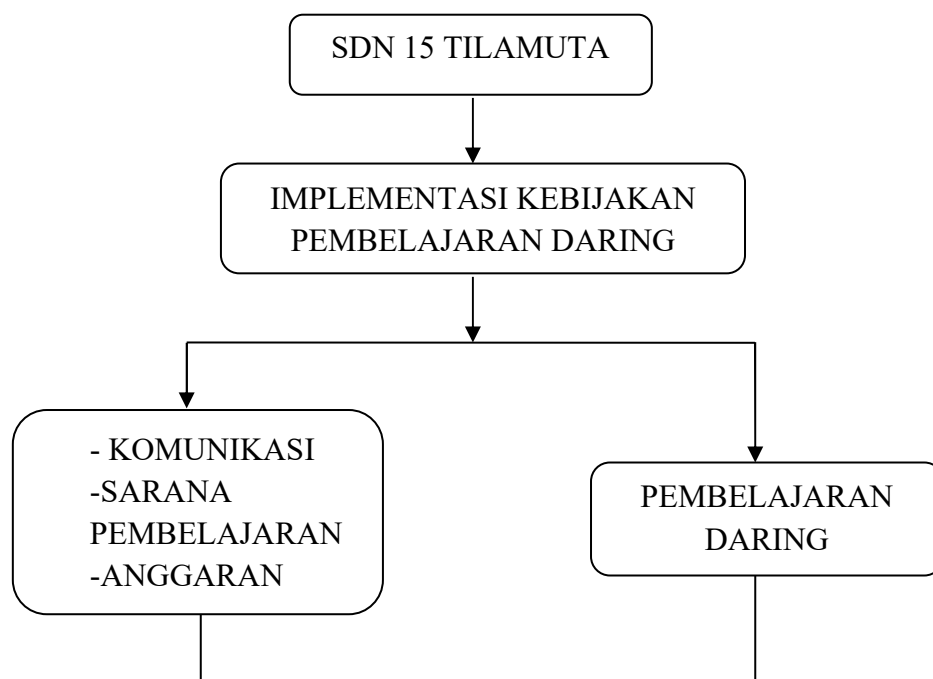 SDN 15 TILAMUTA
IMPLEMENTASI KEBIJAKAN
PEMBELAJARAN DARING
- KOMUNIKASI
-SARANA
PEMBELAJARAN
-ANGGARAN
PEMBELAJARAN
DARING